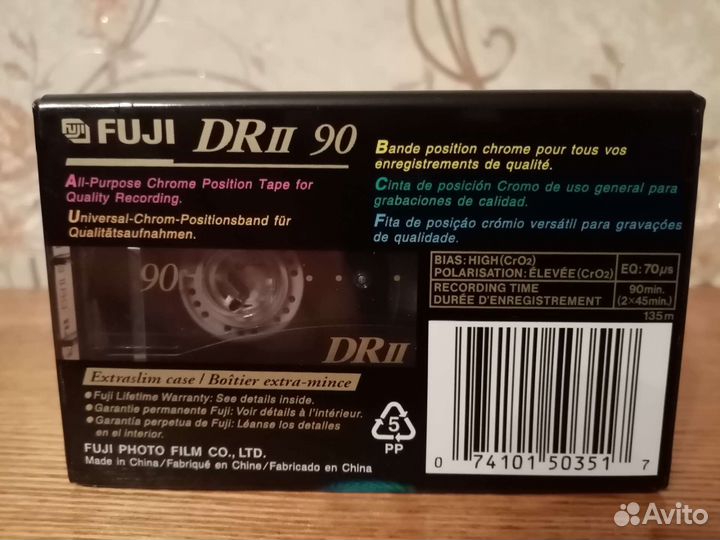 FUJI DR II 90
All-Purpose Chrome Position Tape for
Quality Recording.
Universal-Chrom-Positionsband für
Qualitätsaufnahmen.
Bande position chrome pour tous vos
enregistrements de qualité.
Cinta de posición Cromo de uso general para
grabaciones de calidad.
Fita de posição crómio versátil para gravações
de qualidade.
90
DR II
BIAS: HIGH (CrO2)
POLARISATION: ÉLEVÉE (CrO2)
EQ: 70μs
RECORDING TIME
DURÉE D'ENREGISTREMENT
90min.
(2×45min.)
135m
Extraslim case / Boîtier extra-mince
● Fuji Lifetime Warranty: See details inside.
● Garantie permanente Fuji: Voir détails à l'intérieur.
● Garantía perpetua de Fuji: Léanse los detalles
en el interior.
FUJI PHOTO FILM CO., LTD.
Made in China/Fabriqué en Chine/Fabricado en China
5
PP
0 74101 50351 7
Avito